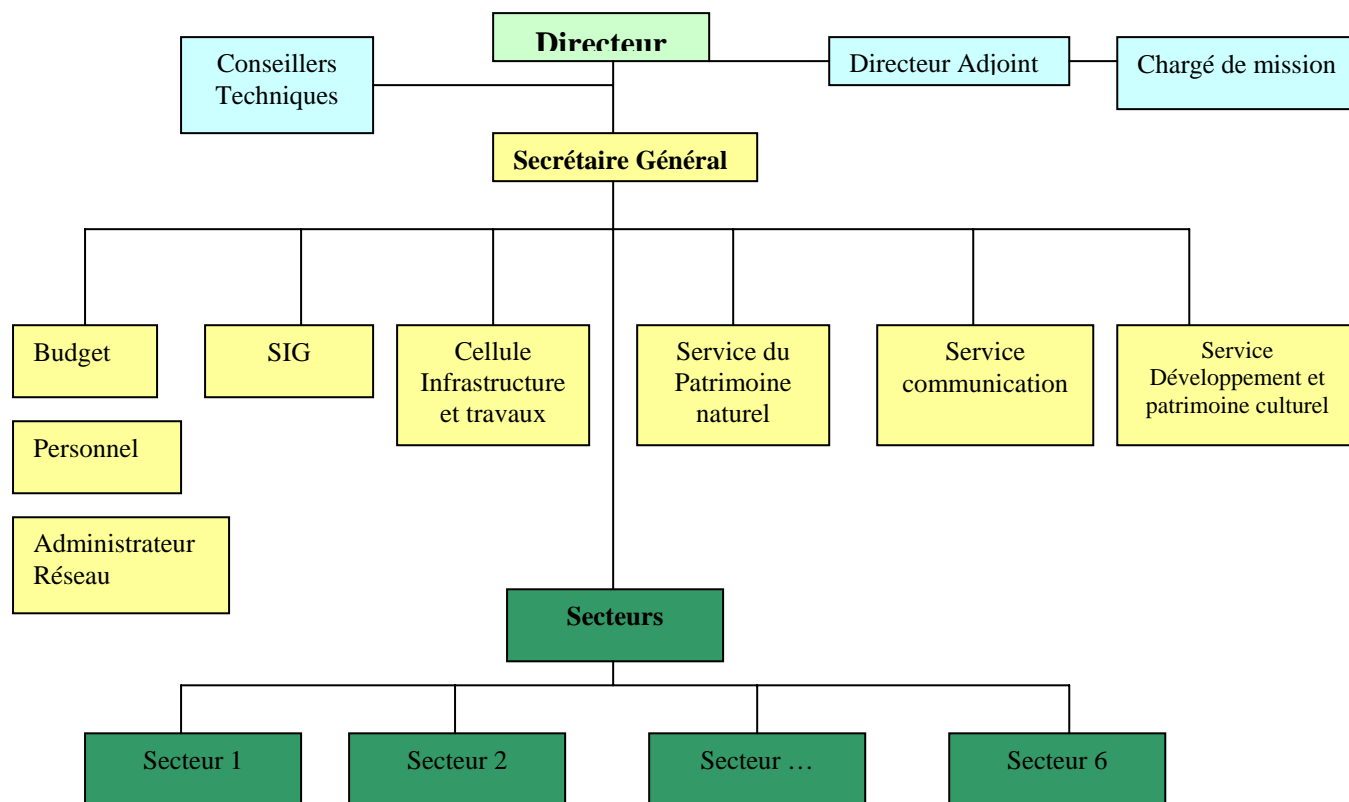 Directeur
Conseillers
Techniques
Directeur Adjoint
Chargé de mission
Secrétaire Général
Budget
SIG
Cellule
Infrastructure
et travaux
Service du
Patrimoine
naturel
Service
communication
Service
Développement et
patrimoine culturel
Personnel
Administrateur
Réseau
Secteurs
Secteur 1
Secteur 2
Secteur …
Secteur 6